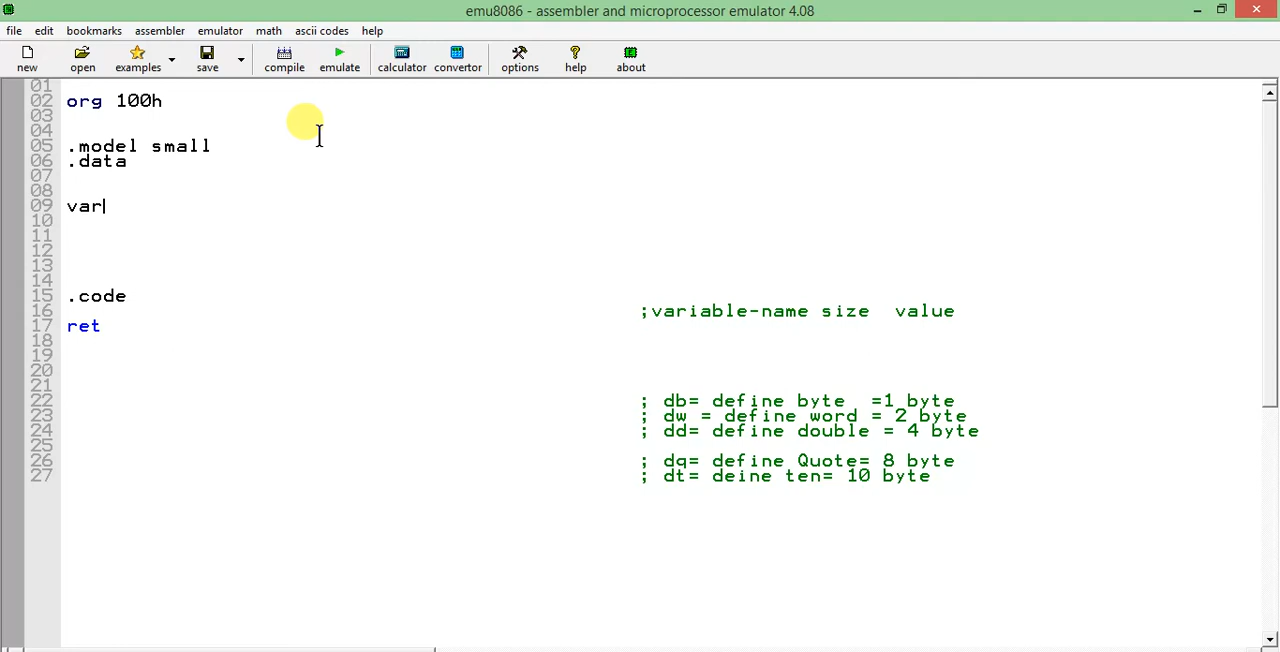 emu8086 - assembler and microprocessor emulator 4.08
file edit bookmarks assembler emulator math ascii codes help
new open examples save compile emulate calculator convertor options help about
01
02 org 100h
03
04
05 .model small
06 .data
07
08
09 var
10
11
12
13
14
15 .code
16 ;variable-name size  value
17 ret
18
19
20
21
22 ; db= define byte  =1 byte
23 ; dw = define word = 2 byte
24 ; dd= define double = 4 byte
25
26 ; dq= define Quote= 8 byte
27 ; dt= deine ten= 10 byte